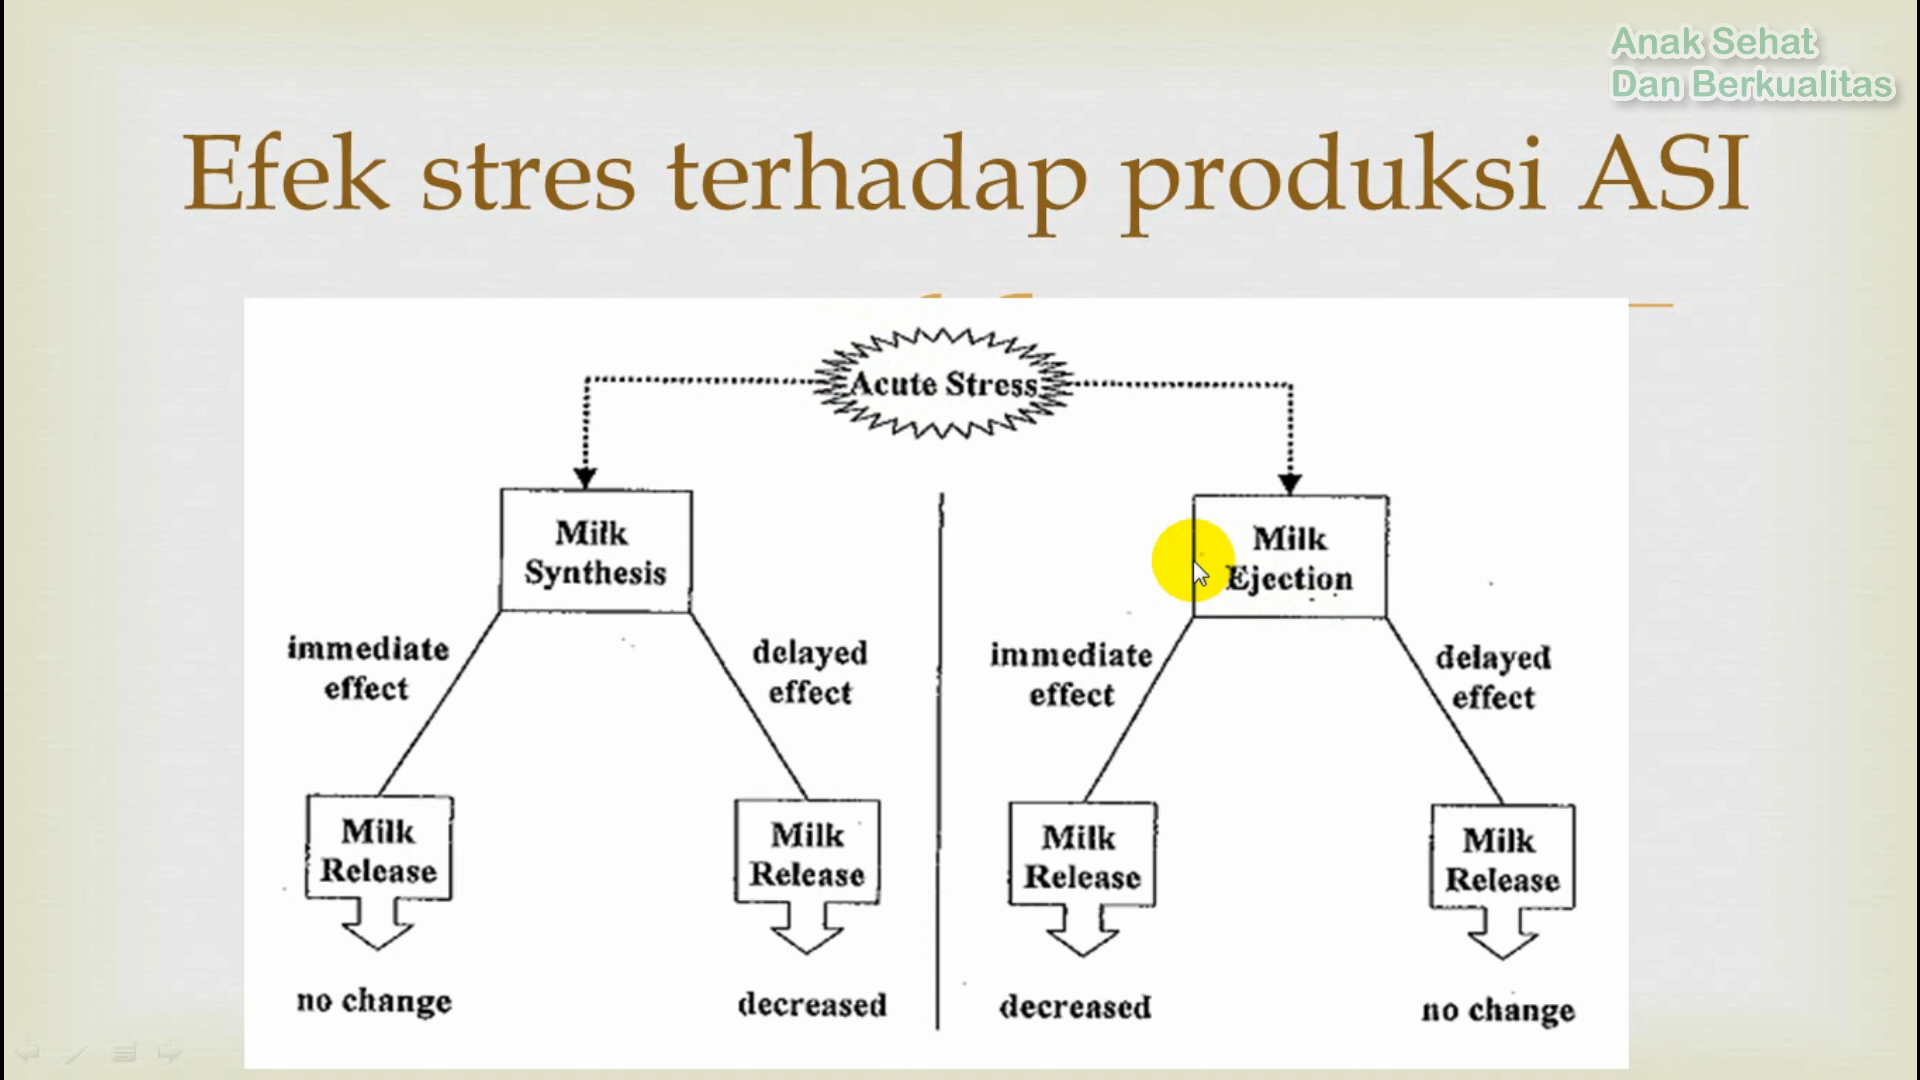 Anak Sehat
Dan Berkualitas
Efek stres terhadap produksi ASI
Acute Stress
Milk
Synthesis
immediate
effect
delayed
effect
Milk
Release
no change
Milk
Release
decreased
Milk
Ejection
immediate
effect
delayed
effect
Milk
Release
decreased
Milk
Release
no change